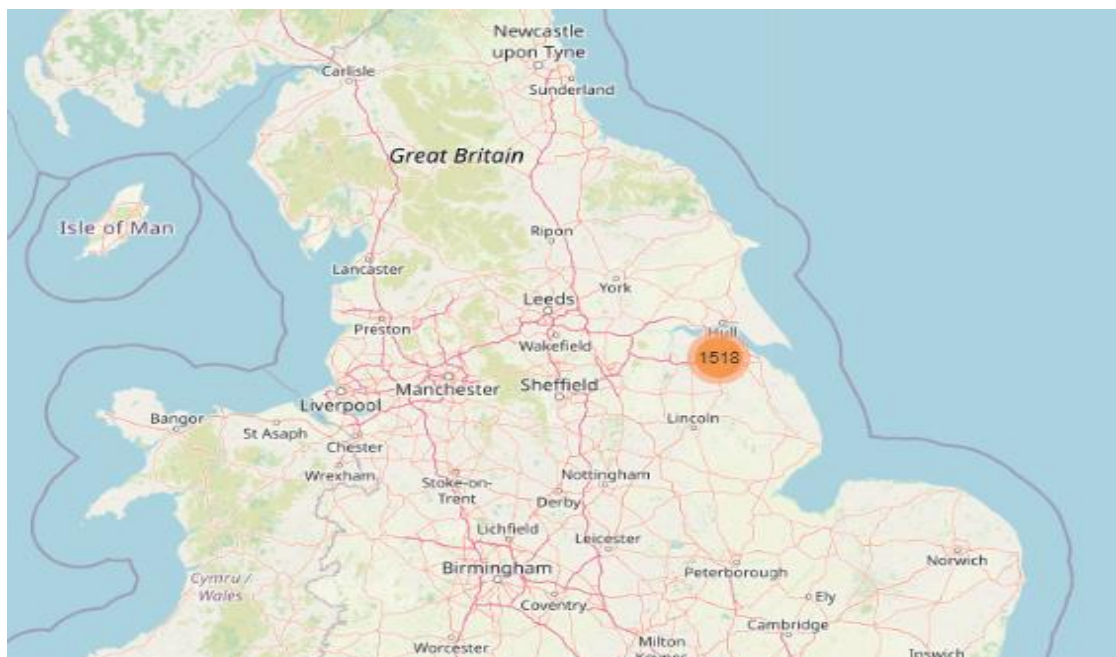 Newcastle
upon Tyne
Carlisle
Sunderland
Great Britain
Isle of Man
Ripon
Lancaster
York
Leeds
Preston
Hull
Wakefield
1518
Manchester
Sheffield
Liverpool
Bangor
Lincoln
St Asaph
Chester
Wrexham
Nottingham
Stoke-on-
Trent
Derby
Lichfield
Leicester
Norwich
Birmingham
Peterborough
Cymru /
Wales
Ely
Coventry
Cambridge
Worcester
Milton
Keynes
Ipswich